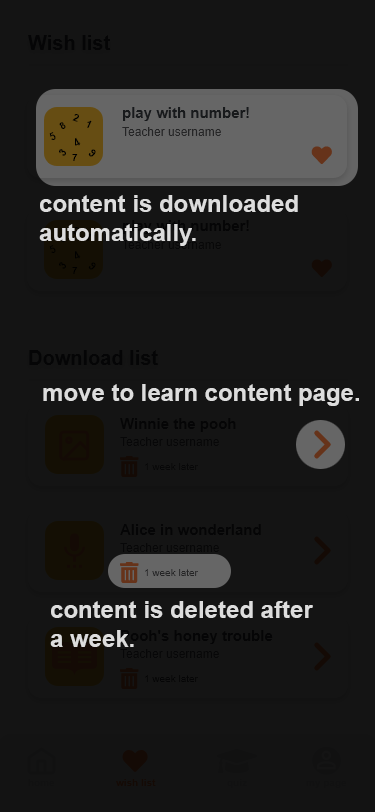 Wish list
play with number!
Teacher username
2
8
1
5
4
3
7
9
content is downloaded
automatically.
play with number!
Teacher username
Download list
move to learn content page.
Winnie the pooh
Teacher username
1 week later
Alice in wonderland
Teacher username
1 week later
content is deleted after
a week.
Pooh's honey trouble
Teacher username
1 week later
Wish list